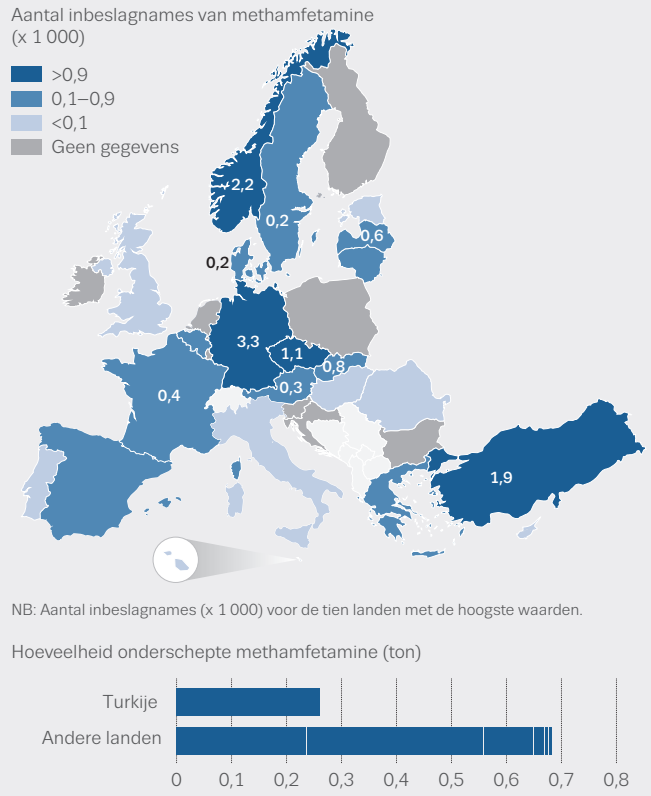 Aantal inbeslagnames van methamfetamine
(x 1 000)
>0,9
0,1–0,9
<0,1
Geen gegevens
2,2
0,2
0,6
0,2
3,3
1,1
0,8
0,3
0,4
1,9
NB: Aantal inbeslagnames (x 1 000) voor de tien landen met de hoogste waarden.
Hoeveelheid onderschepte methamfetamine (ton)
Turkije
Andere landen
0 0,1 0,2 0,3 0,4 0,5 0,6 0,7 0,8